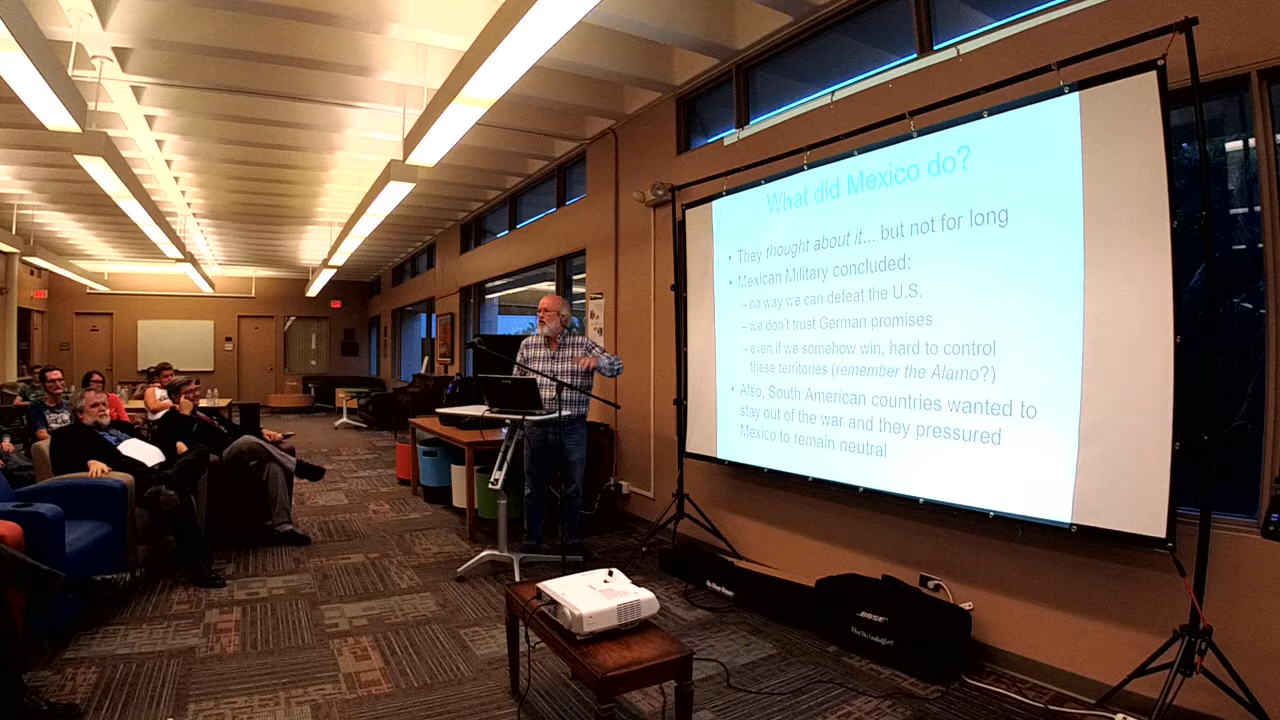 What did Mexico do?
• They thought about it... but not for long
• Mexican Military concluded:
– no way we can defeat the U.S.
– we don't trust German promises
– even if we somehow win, hard to control
these territories (remember the Alamo?)
• Also, South American countries wanted to
stay out of the war and they pressured
Mexico to remain neutral
BOSE